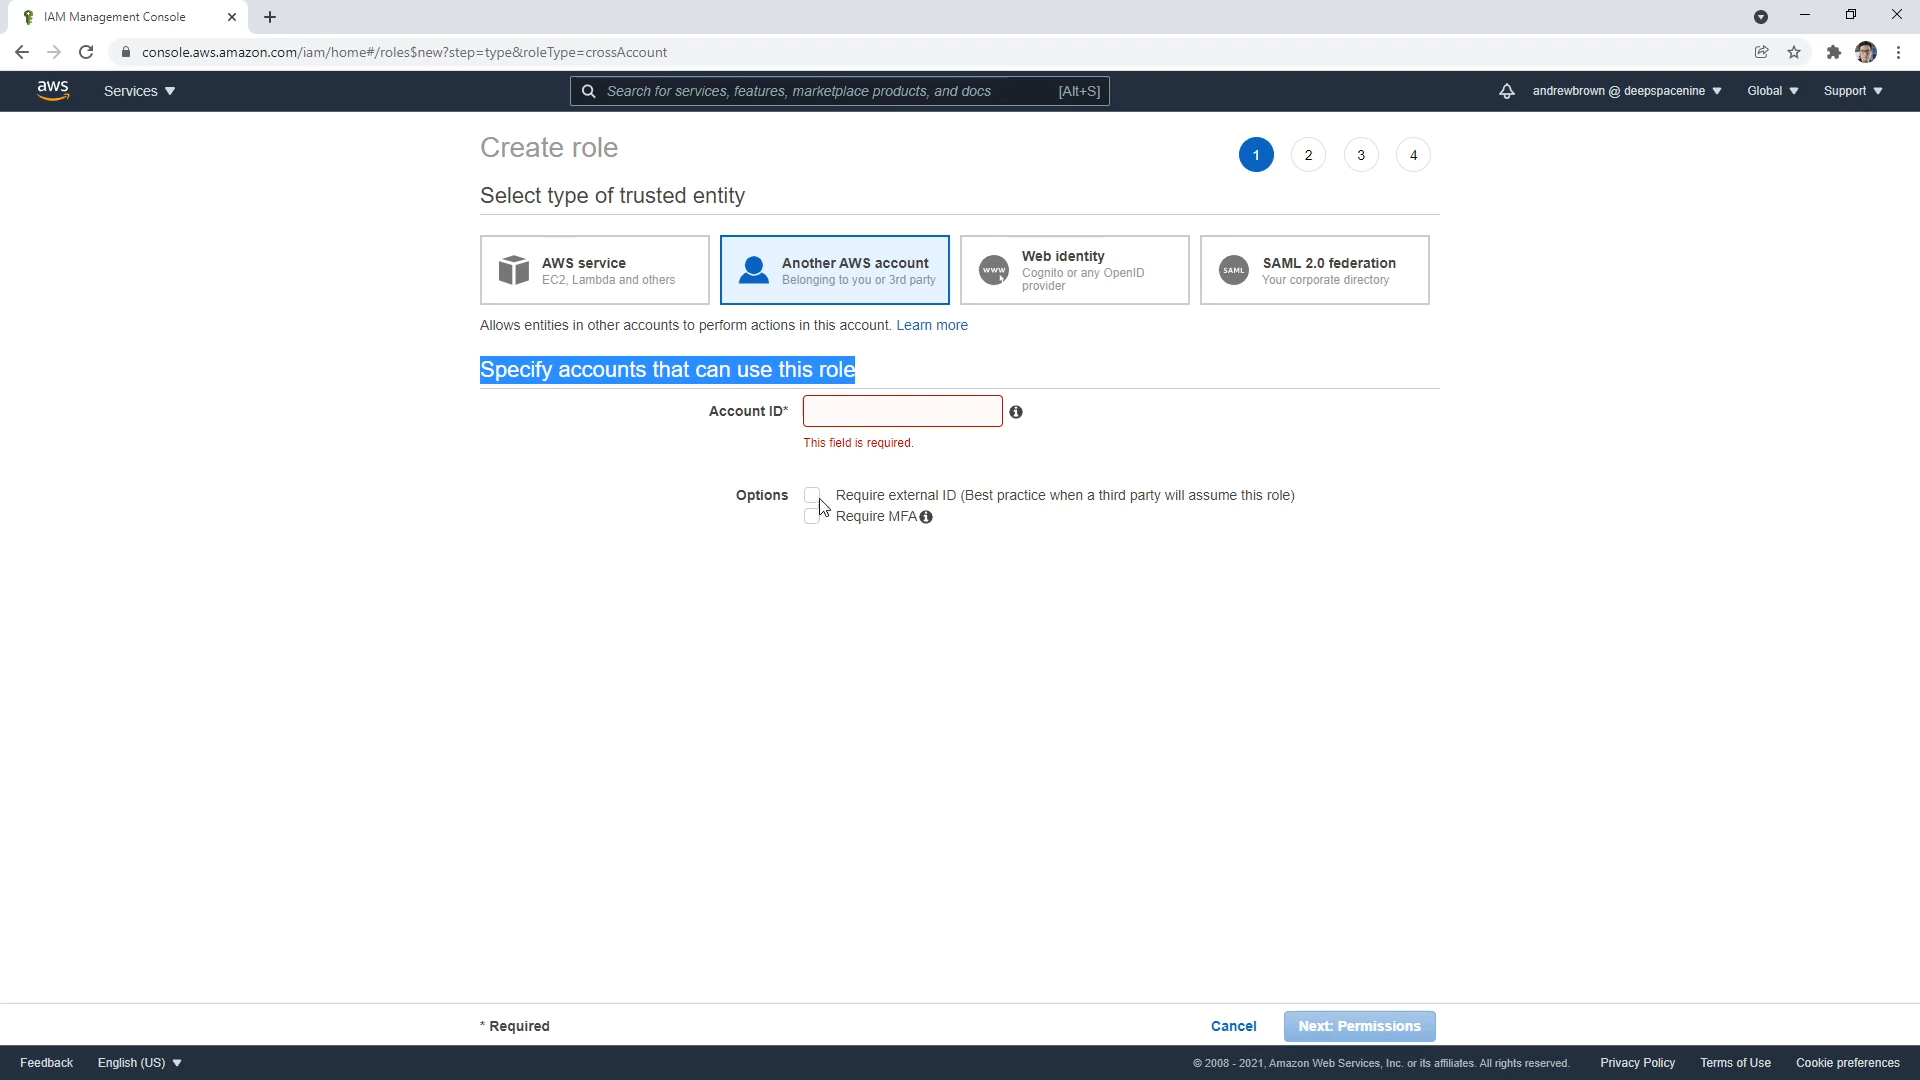 IAM Management Console
console.aws.amazon.com/iam/home#/roles$new?step=type&roleType=crossAccount
aws
Services
Search for services, features, marketplace products, and docs
[Alt+S]
andrewbrown @ deepspacenine
Global
Support
Create role
1
2
3
4
Select type of trusted entity
AWS service
EC2, Lambda and others
Another AWS account
Belonging to you or 3rd party
www
Web identity
Cognito or any OpenID
provider
SAML
SAML 2.0 federation
Your corporate directory
Allows entities in other accounts to perform actions in this account. Learn more
Specify accounts that can use this role
Account ID*
This field is required.
Options
Require external ID (Best practice when a third party will assume this role)
Require MFA
* Required
Cancel
Next: Permissions
Feedback
English (US)
© 2008 - 2021, Amazon Web Services, Inc. or its affiliates. All rights reserved.
Privacy Policy
Terms of Use
Cookie preferences